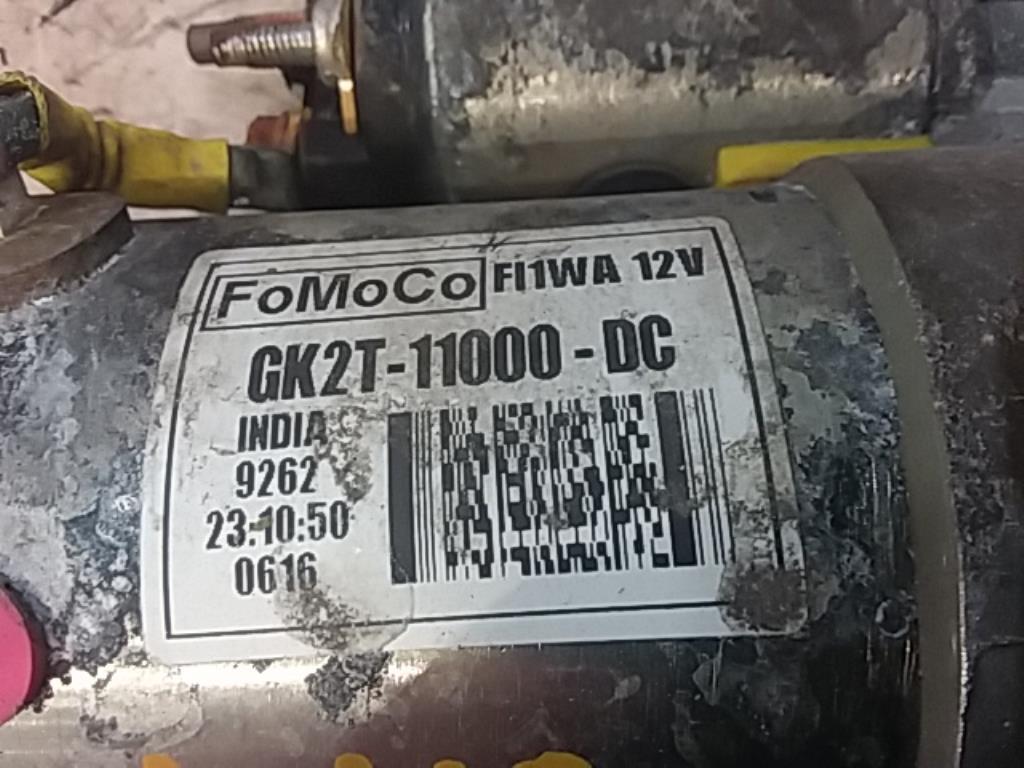 FoMoCo FI1WA 12V
GK2T-11000-DC
INDIA
9262
23:10:50
0616